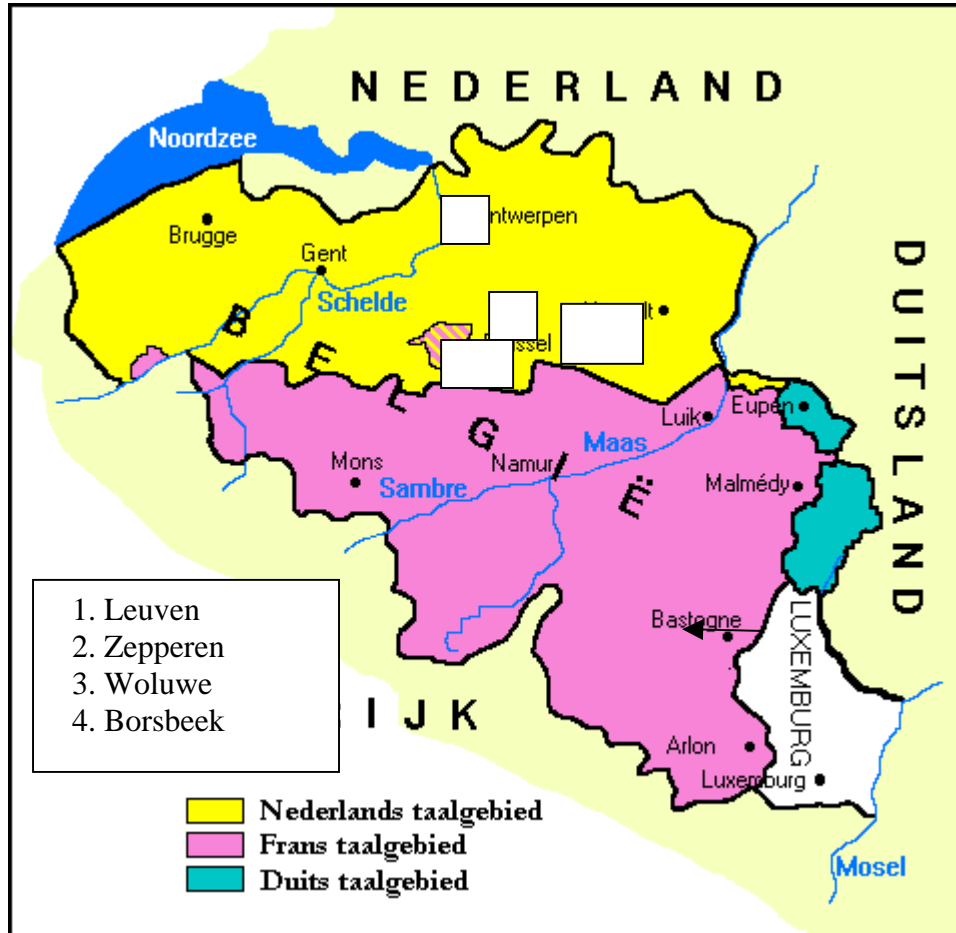 NEDERLAND
Noordzee
ntwerpen
Brugge
Gent
Schelde
DUITSLAND
BELGIË
ssel
lt
Luik
Eupen
Maas
Mons
Namur
Sambre
Malmédy
1. Leuven
2. Zepperen
3. Woluwe
4. Borsbeek
Bastogne
LUXEMBURG
IJK
Arlon
Luxemburg
Nederlands taalgebied
Frans taalgebied
Duits taalgebied
Mosel